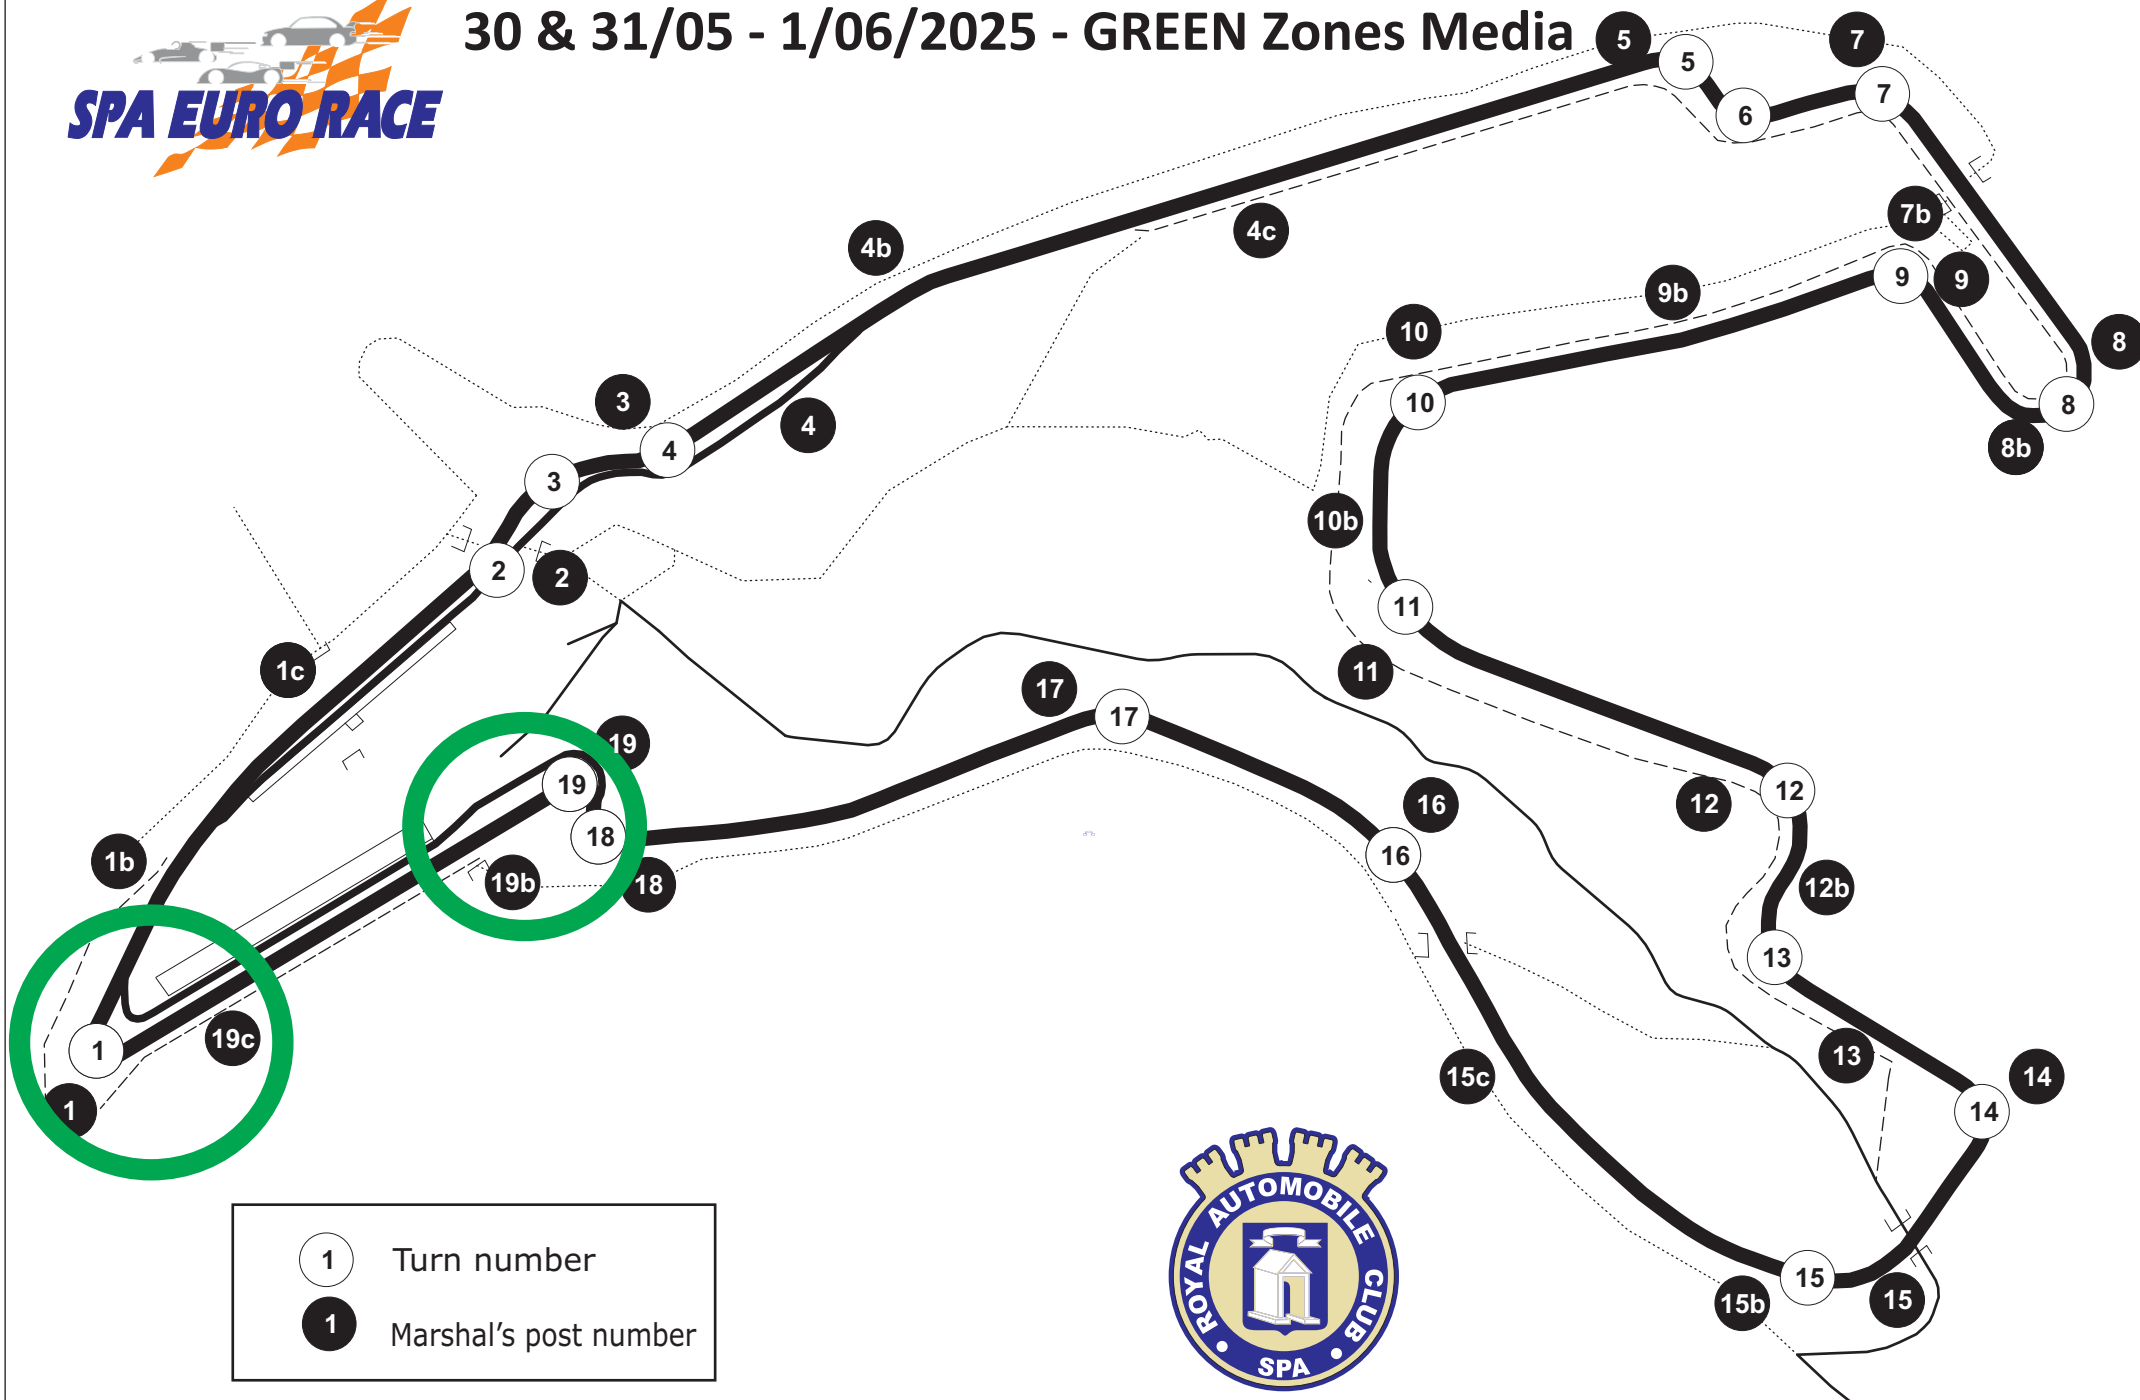 30 & 31/05 - 1/06/2025 - GREEN Zones Media
SPA EURO RACE
5
7
5
7
6
7b
4c
4b
9
9
9b
10
8
10
8
3
4
8b
4
3
10b
2
2
11
1c
11
17
17
19
19
12
12
16
18
16
1b
19b
18
12b
13
19c
1
13
15c
14
1
14
15
15b
15
1 Turn number
1 Marshal's post number
ROYAL AUTOMOBILE CLUB
SPA